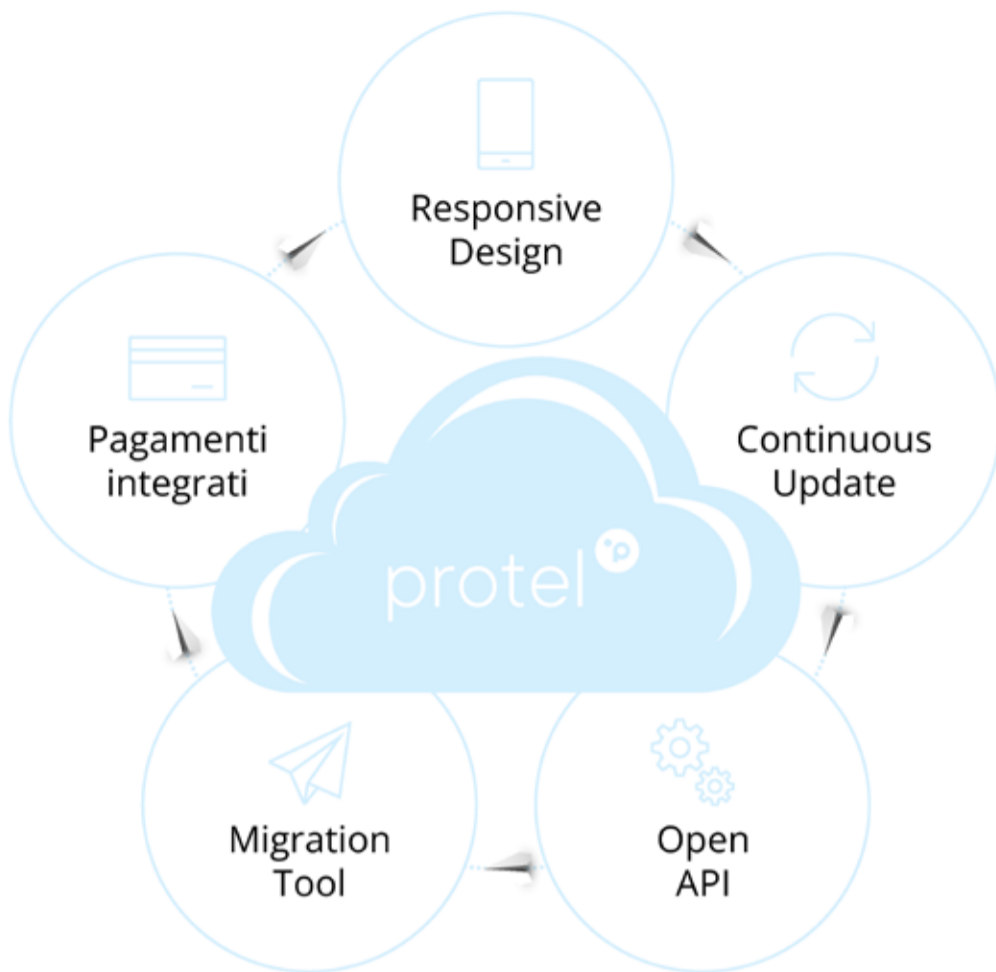 Responsive
Design
Pagamenti
integrati
Continuous
Update
protel
Migration
Tool
Open
API